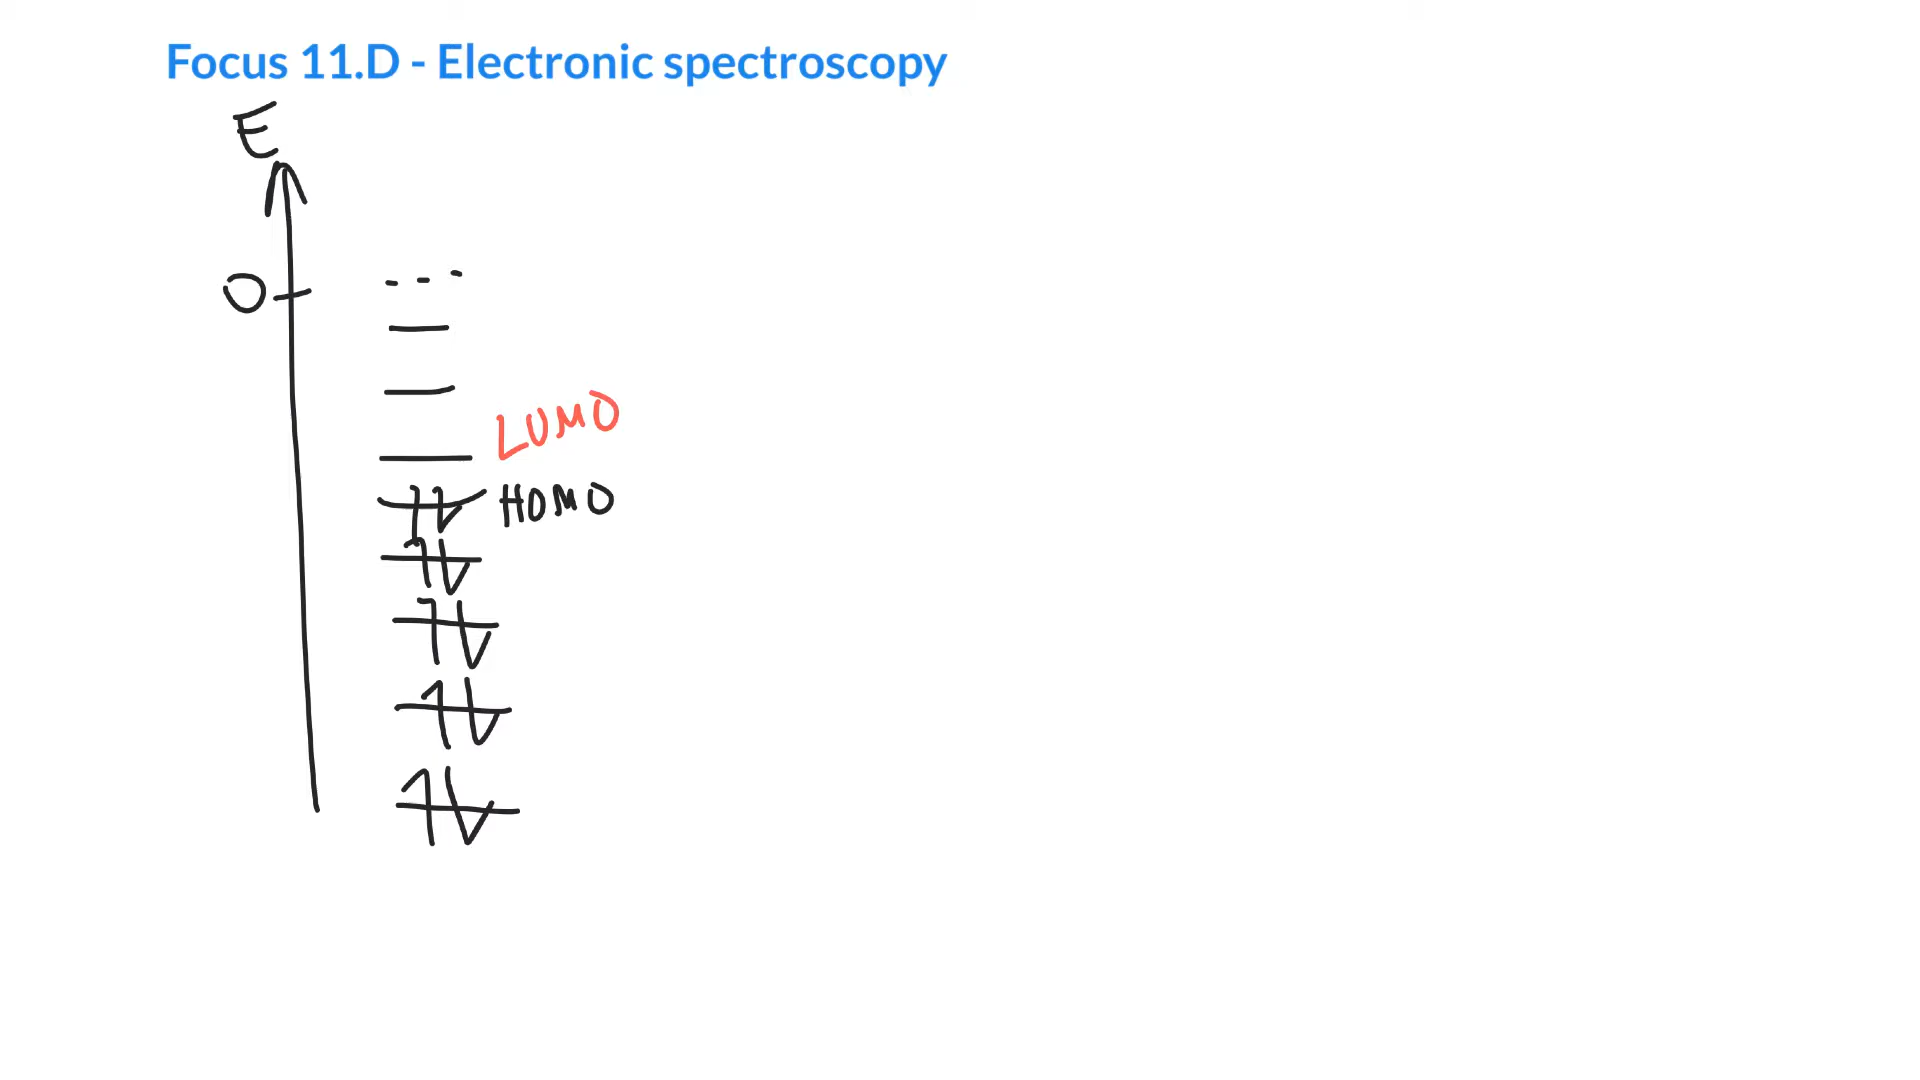 Focus 11.D - Electronic spectroscopy
E
0
LUMO
HOMO